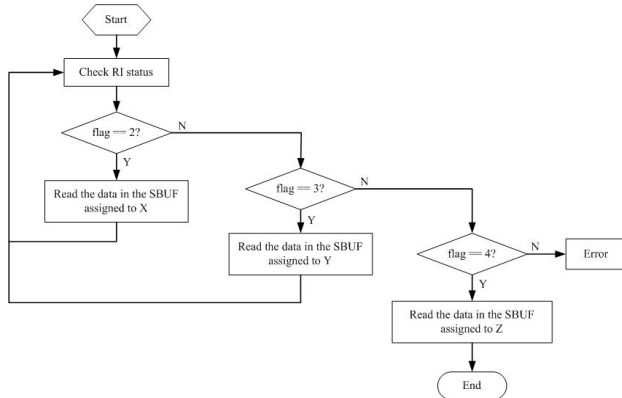 Start
Check RI status
flag == 2?
N
Y
Read the data in the SBUF
assigned to X
flag == 3?
N
Y
Read the data in the SBUF
assigned to Y
flag == 4?
N
Error
Y
Read the data in the SBUF
assigned to Z
End